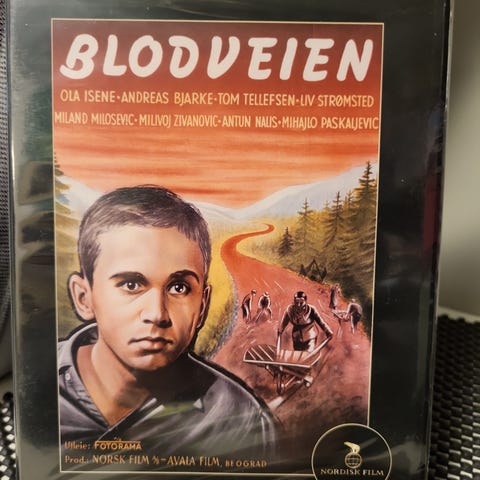 BLODVEIEN
OLA ISENE • ANDREAS BJARKE • TOM TELLEFSEN • LIV STRØMSTED
MILAND MILOSEVIC • MILIVOJ ZIVANOVIC • ANTUN NALIS • MIHAJLO PASKALJEVIC
Utleie: A/S FOTORAMA
Prod.: NORSK FILM A/S - AVALA FILM, BEOGRAD
NORDISK FILM